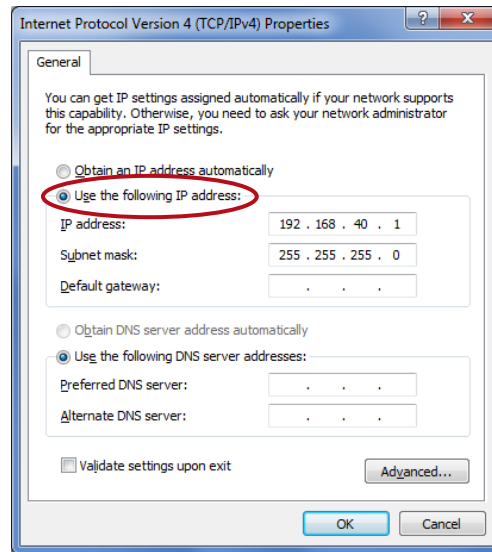 Internet Protocol Version 4 (TCP/IPv4) Properties
General
You can get IP settings assigned automatically if your network supports
this capability. Otherwise, you need to ask your network administrator
for the appropriate IP settings.
Obtain an IP address automatically
Use the following IP address:
IP address: 192 . 168 . 40 . 1
Subnet mask: 255 . 255 . 255 . 0
Default gateway: . . .
Obtain DNS server address automatically
Use the following DNS server addresses:
Preferred DNS server: . . .
Alternate DNS server: . . .
Validate settings upon exit
Advanced...
OK Cancel